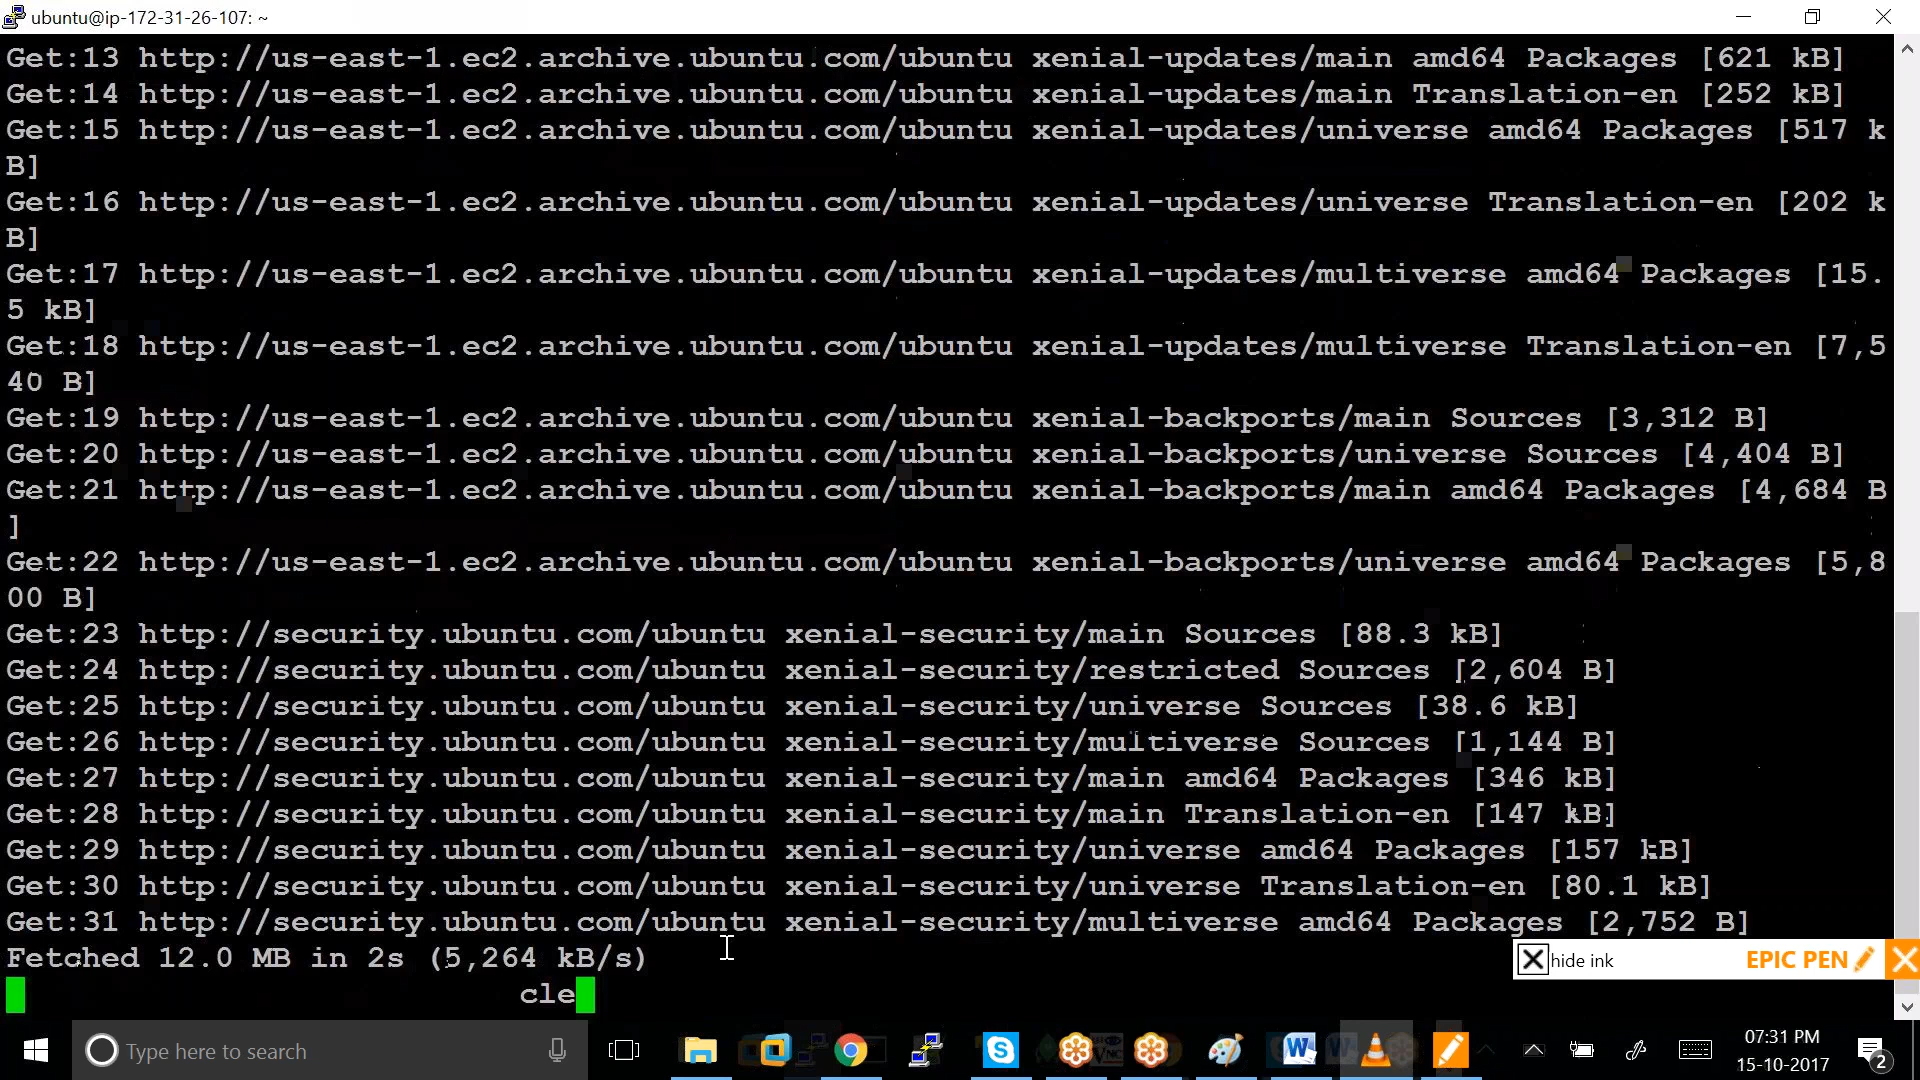 ubuntu@ip-172-31-26-107: ~
Get:13 http://us-east-1.ec2.archive.ubuntu.com/ubuntu xenial-updates/main amd64 Packages [621 kB]
Get:14 http://us-east-1.ec2.archive.ubuntu.com/ubuntu xenial-updates/main Translation-en [252 kB]
Get:15 http://us-east-1.ec2.archive.ubuntu.com/ubuntu xenial-updates/universe amd64 Packages [517 k
B]
Get:16 http://us-east-1.ec2.archive.ubuntu.com/ubuntu xenial-updates/universe Translation-en [202 k
B]
Get:17 http://us-east-1.ec2.archive.ubuntu.com/ubuntu xenial-updates/multiverse amd64 Packages [15.
5 kB]
Get:18 http://us-east-1.ec2.archive.ubuntu.com/ubuntu xenial-updates/multiverse Translation-en [7,5
40 B]
Get:19 http://us-east-1.ec2.archive.ubuntu.com/ubuntu xenial-backports/main Sources [3,312 B]
Get:20 http://us-east-1.ec2.archive.ubuntu.com/ubuntu xenial-backports/universe Sources [4,404 B]
Get:21 http://us-east-1.ec2.archive.ubuntu.com/ubuntu xenial-backports/main amd64 Packages [4,684 B
]
Get:22 http://us-east-1.ec2.archive.ubuntu.com/ubuntu xenial-backports/universe amd64 Packages [5,8
00 B]
Get:23 http://security.ubuntu.com/ubuntu xenial-security/main Sources [88.3 kB]
Get:24 http://security.ubuntu.com/ubuntu xenial-security/restricted Sources [2,604 B]
Get:25 http://security.ubuntu.com/ubuntu xenial-security/universe Sources [38.6 kB]
Get:26 http://security.ubuntu.com/ubuntu xenial-security/multiverse Sources [1,144 B]
Get:27 http://security.ubuntu.com/ubuntu xenial-security/main amd64 Packages [346 kB]
Get:28 http://security.ubuntu.com/ubuntu xenial-security/main Translation-en [147 kB]
Get:29 http://security.ubuntu.com/ubuntu xenial-security/universe amd64 Packages [157 kB]
Get:30 http://security.ubuntu.com/ubuntu xenial-security/universe Translation-en [80.1 kB]
Get:31 http://security.ubuntu.com/ubuntu xenial-security/multiverse amd64 Packages [2,752 B]
Fetched 12.0 MB in 2s (5,264 kB/s)
hide ink
EPIC PEN
cle
Type here to search
07:31 PM
15-10-2017
2